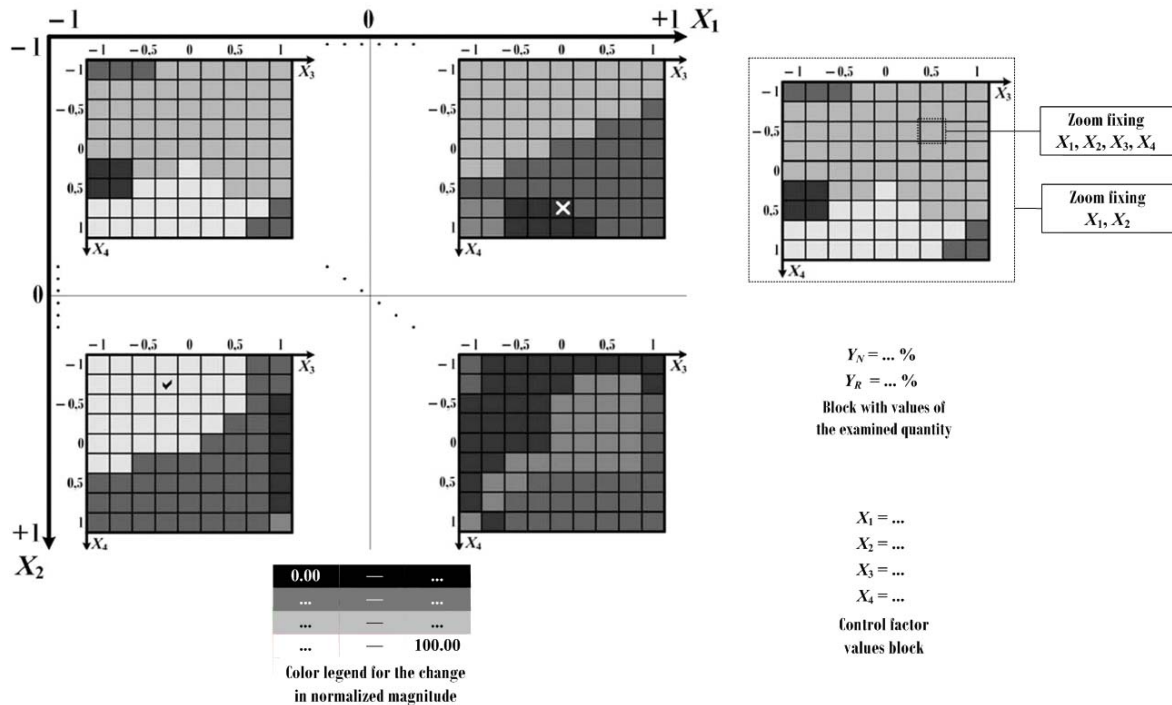 −1 0 +1 X₁
−1
− 1 − 0,5 0 0,5 1
X₃
− 1
− 0,5
0
0,5
1
X₄
− 1 − 0,5 0 0,5 1
X₃
− 1
− 0,5
0
0,5
1
X₄
− 1 − 0,5 0 0,5 1
X₃
− 1
− 0,5
0
0,5
1
X₄
Zoom fixing
X₁, X₂, X₃, X₄
Zoom fixing
X₁, X₂
0
− 1 − 0,5 0 0,5 1
X₃
− 1
− 0,5
0
0,5
1
X₄
− 1 − 0,5 0 0,5 1
X₃
− 1
− 0,5
0
0,5
1
X₄
+1
X₂
Y_N = ... %
Y_R = ... %
Block with values of
the examined quantity
X₁ = ...
X₂ = ...
X₃ = ...
X₄ = ...
Control factor
values block
0.00 — ...
... — ...
... — ...
... — 100.00
Color legend for the change
in normalized magnitude